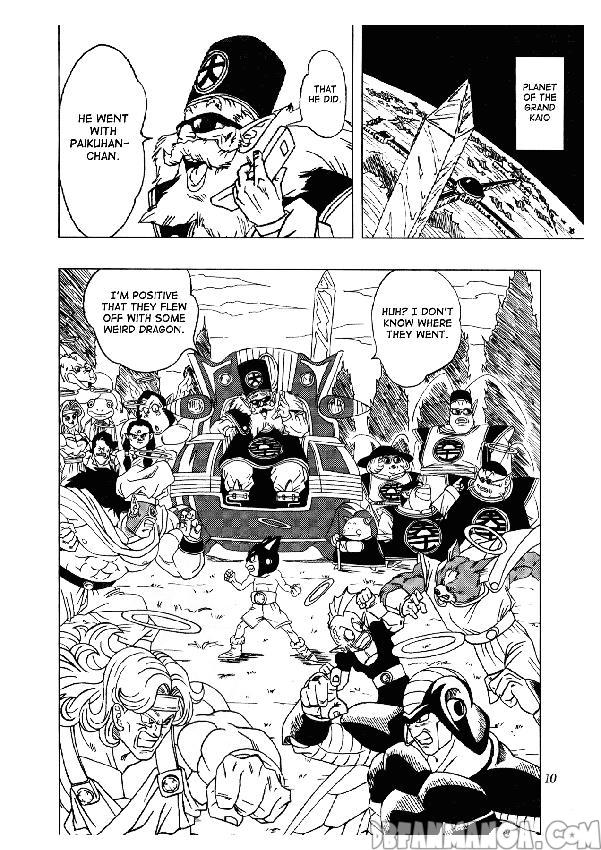 PLANET
OF THE
GRAND
KAIO
THAT
HE DID.
大
HE WENT
WITH
PAIKUHAN-
CHAN.
HUH? I DON'T
KNOW WHERE
THEY WENT.
I'M POSITIVE
THAT THEY FLEW
OFF WITH SOME
WEIRD DRAGON.
10
DBFANMANGA.COM